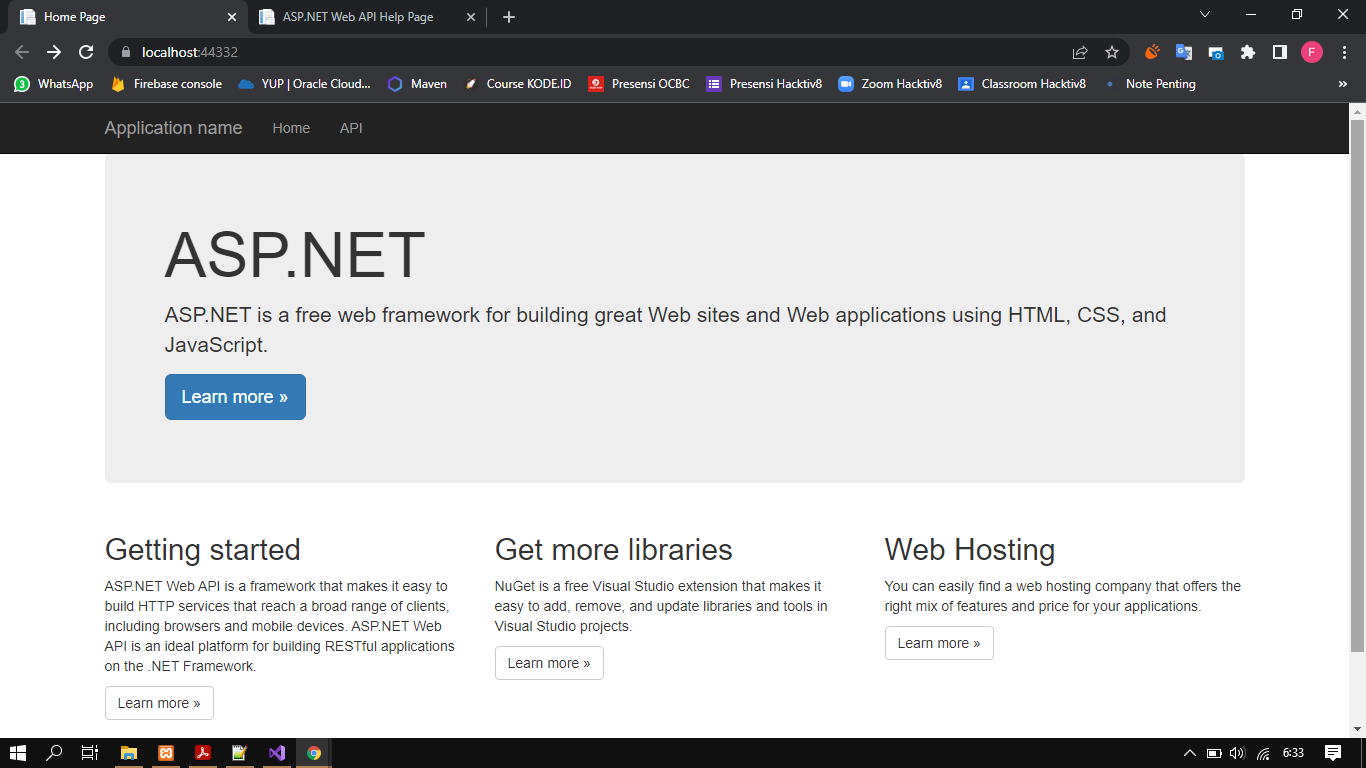 Home Page
ASP.NET Web API Help Page
localhost:44332
F
3
WhatsApp
Firebase console
YUP | Oracle Cloud...
Maven
Course KODE.ID
Presensi OCBC
Presensi Hacktiv8
Zoom Hacktiv8
Classroom Hacktiv8
Note Penting
»
Application name
Home
API
ASP.NET
ASP.NET is a free web framework for building great Web sites and Web applications using HTML, CSS, and
JavaScript.
Learn more »
Getting started
ASP.NET Web API is a framework that makes it easy to
build HTTP services that reach a broad range of clients,
including browsers and mobile devices. ASP.NET Web
API is an ideal platform for building RESTful applications
on the .NET Framework.
Learn more »
Get more libraries
NuGet is a free Visual Studio extension that makes it
easy to add, remove, and update libraries and tools in
Visual Studio projects.
Learn more »
Web Hosting
You can easily find a web hosting company that offers the
right mix of features and price for your applications.
Learn more »
6:33